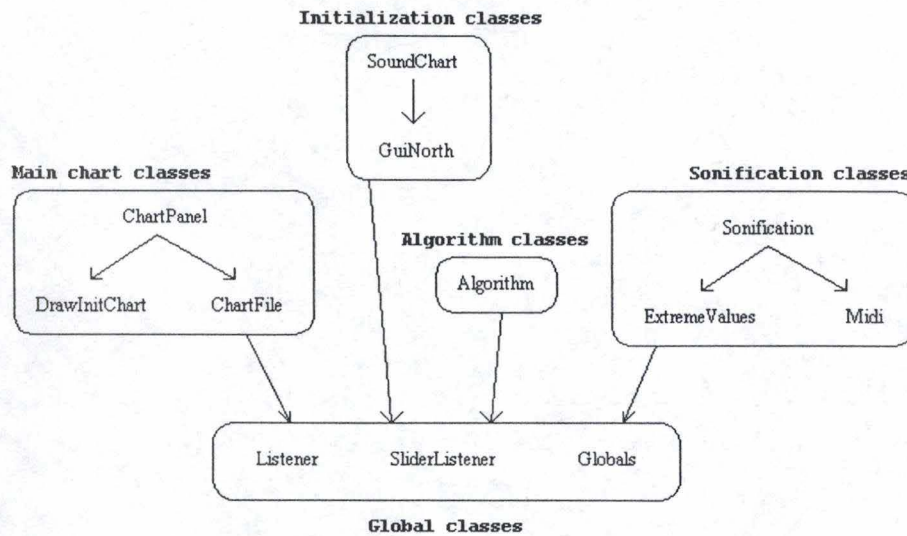 Initialization classes
SoundChart
GuiNorth
Main chart classes
ChartPanel
DrawInitChart ChartFile
Algorithm classes
Algorithm
Sonification classes
Sonification
ExtremeValues Midi
Listener SliderListener Globals
Global classes